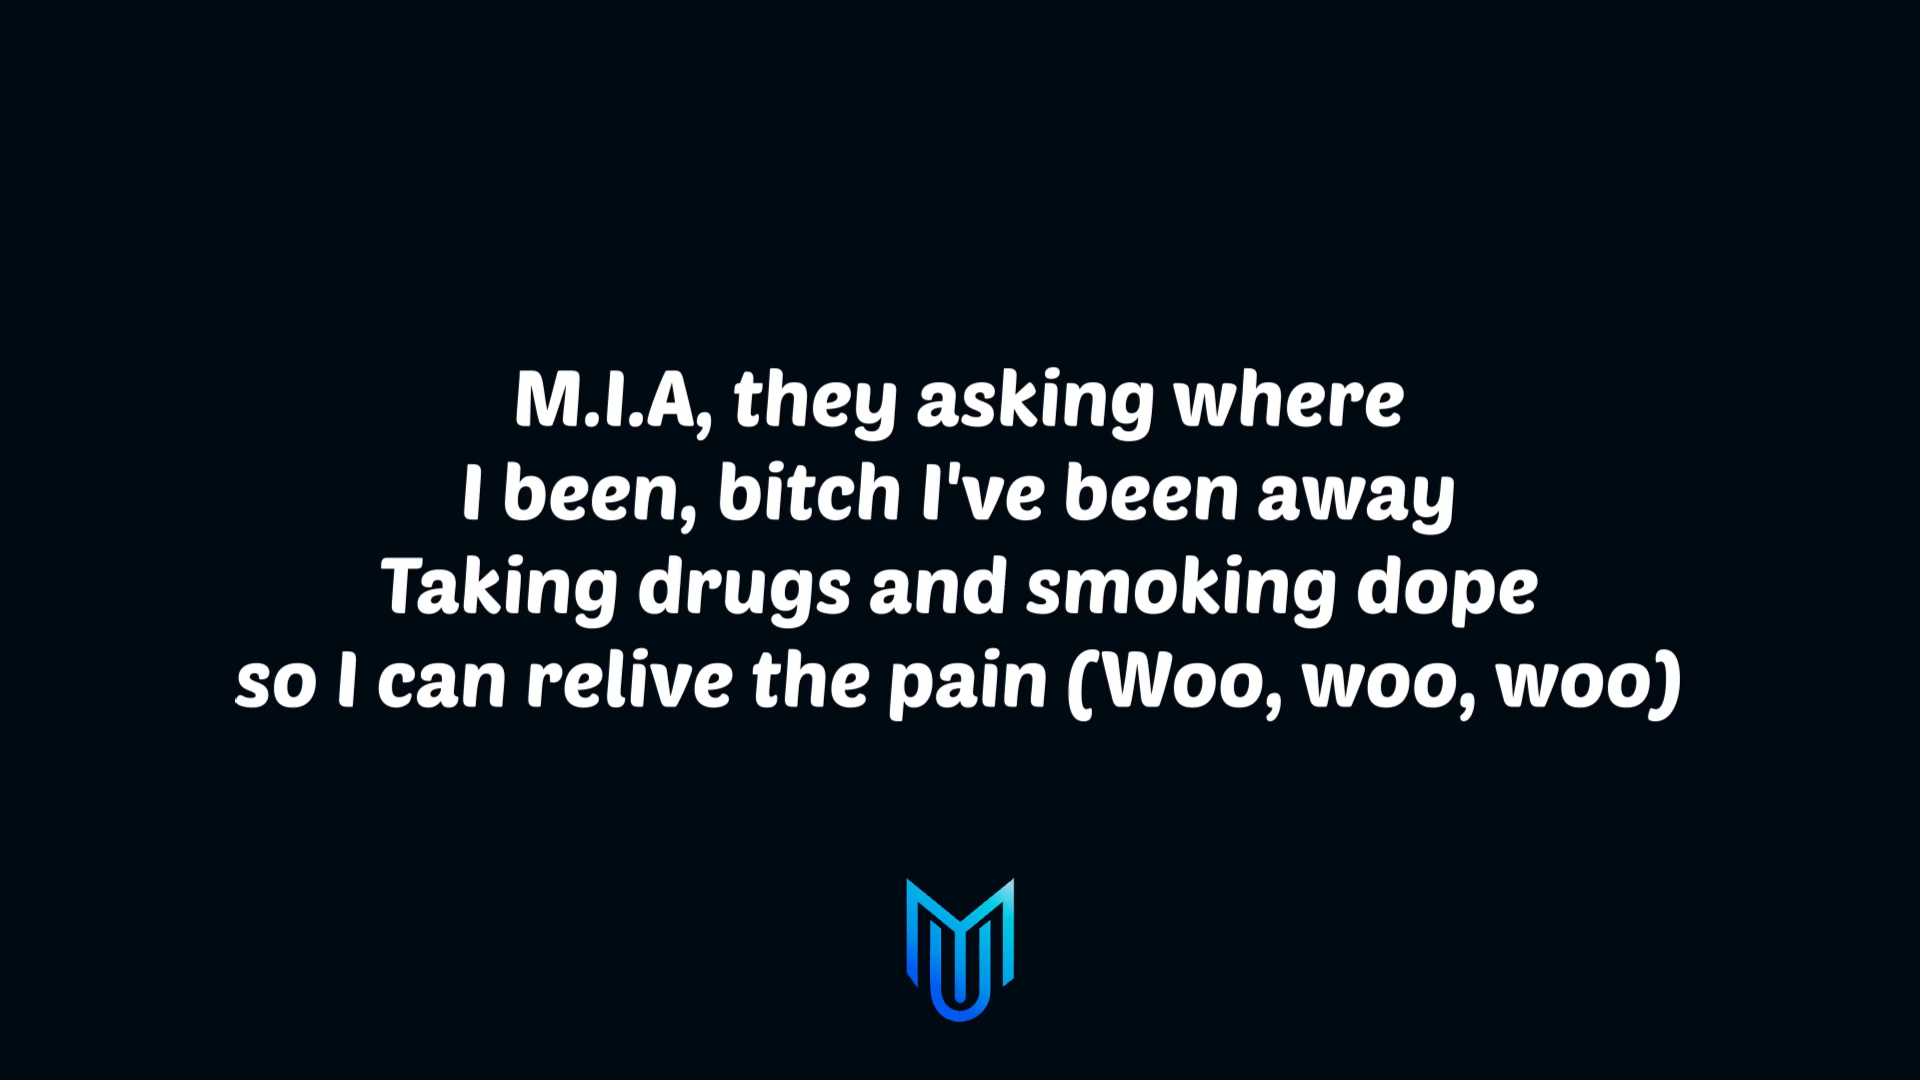 M.I.A, they asking where
I been, bitch I've been away
Taking drugs and smoking dope
so I can relive the pain (Woo, woo, woo)